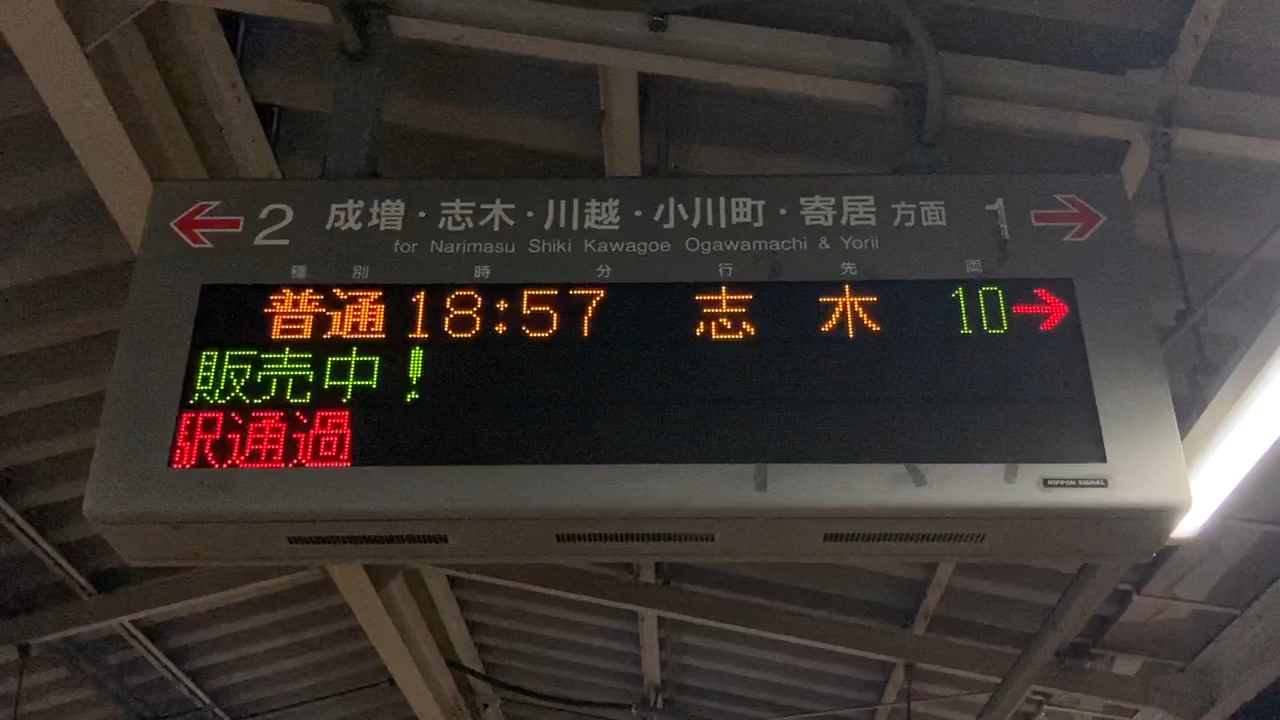 2 成増・志木・川越・小川町・寄居 方面 1
for Narimasu Shiki Kawagoe Ogawamachi & Yorii
種別 時分 行先 両
普通 18:57 志木 10→
販売中！
駅通過
NIPPON SIGNAL